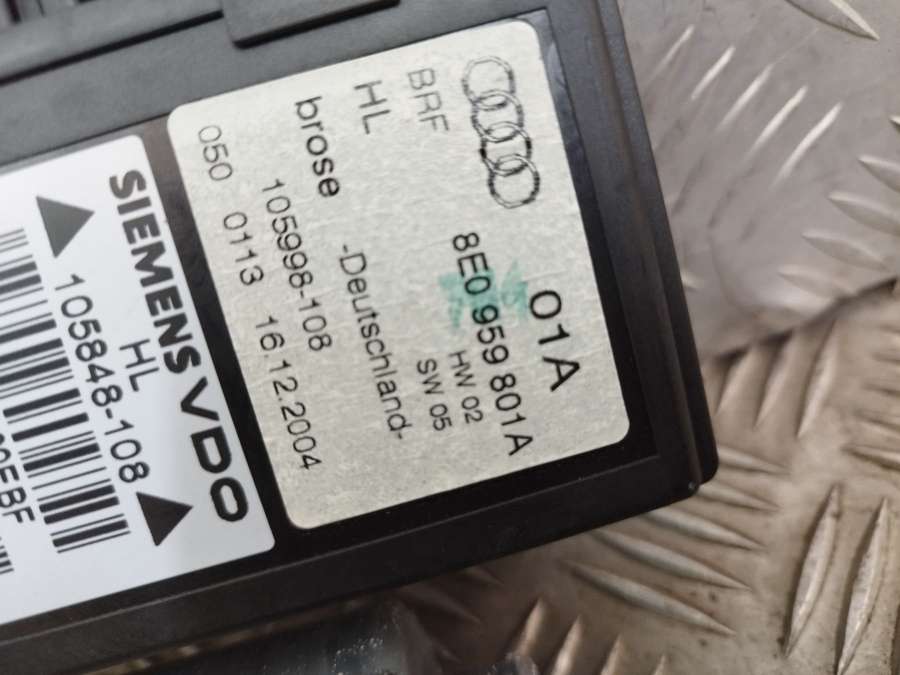 01A
8E0 959 801A
HW 02
SW 05
BRF
HL
-Deutschland-
brose
105998-108
050 0113 16.12.2004
SIEMENS VDO
HL
105848-108